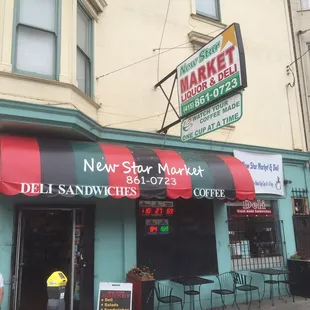 New Star
MARKET
LIQUOR & DELI
(415) 861-0723
WATCH YOUR
COFFEE MADE
ONE CUP AT A TIME
New Star Market
861-0723
DELI SANDWICHES
COFFEE
New Star Market & Deli
Deli